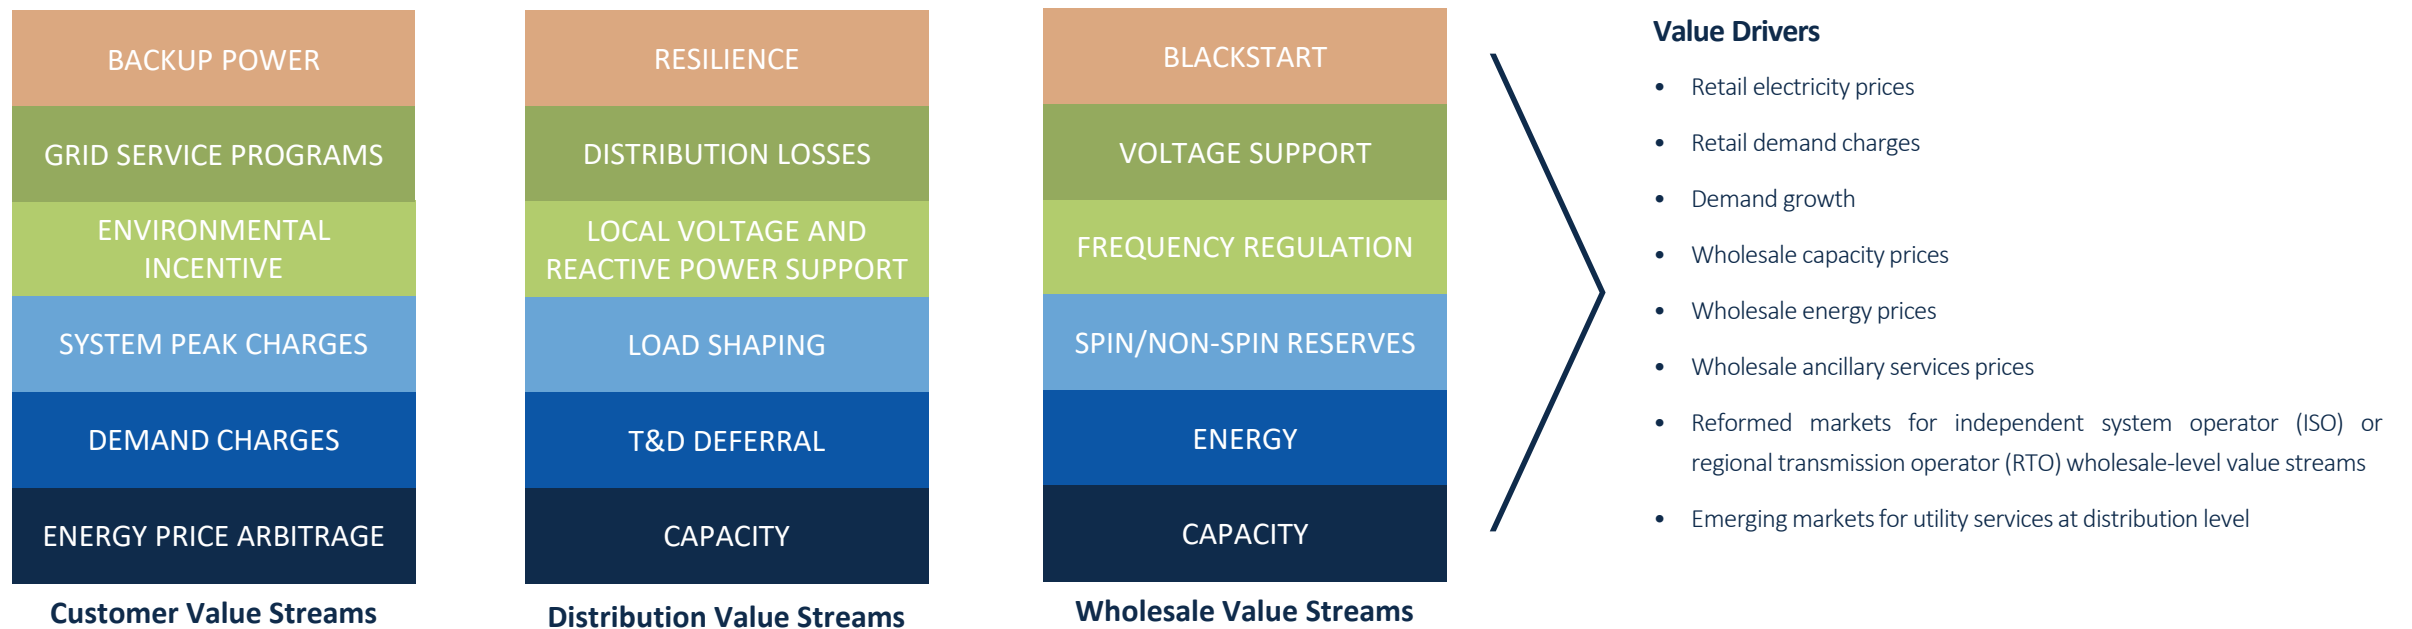 BACKUP POWER
GRID SERVICE PROGRAMS
ENVIRONMENTAL
INCENTIVE
SYSTEM PEAK CHARGES
DEMAND CHARGES
ENERGY PRICE ARBITRAGE
Customer Value Streams
RESILIENCE
DISTRIBUTION LOSSES
LOCAL VOLTAGE AND
REACTIVE POWER SUPPORT
LOAD SHAPING
T&D DEFERRAL
CAPACITY
Distribution Value Streams
BLACKSTART
VOLTAGE SUPPORT
FREQUENCY REGULATION
SPIN/NON-SPIN RESERVES
ENERGY
CAPACITY
Wholesale Value Streams
Value Drivers
• Retail electricity prices
• Retail demand charges
• Demand growth
• Wholesale capacity prices
• Wholesale energy prices
• Wholesale ancillary services prices
• Reformed markets for independent system operator (ISO) or
regional transmission operator (RTO) wholesale-level value streams
• Emerging markets for utility services at distribution level